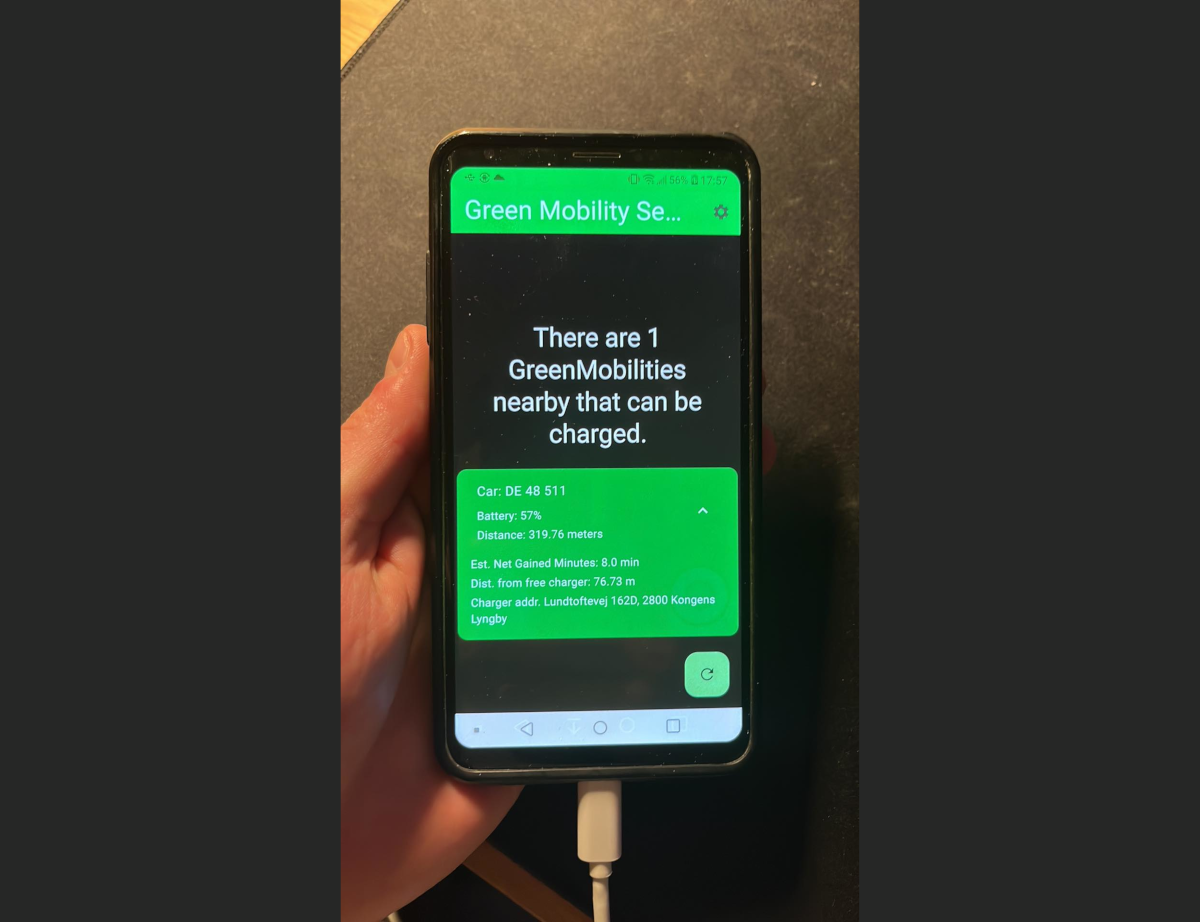 56% 17:57
Green Mobility Se...
There are 1
GreenMobilities
nearby that can be
charged.
Car: DE 48 511
Battery: 57%
Distance: 319.76 meters
Est. Net Gained Minutes: 8.0 min
Dist. from free charger: 76.73 m
Charger addr. Lundtoftevej 162D, 2800 Kongens
Lyngby